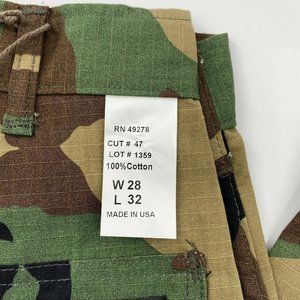 RN 49278
CUT # 47
LOT # 1359
100%Cotton
W 28
L 32
MADE IN USA